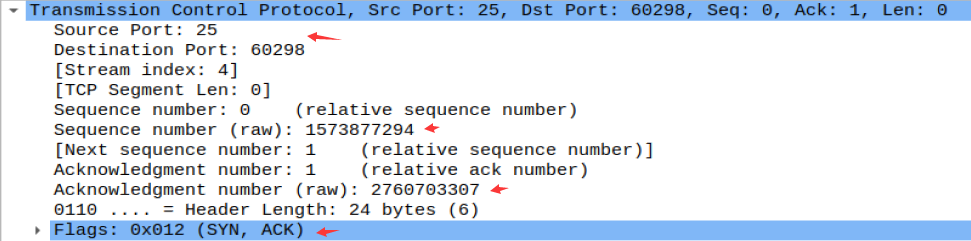 Transmission Control Protocol, Src Port: 25, Dst Port: 60298, Seq: 0, Ack: 1, Len: 0
Source Port: 25
Destination Port: 60298
[Stream index: 4]
[TCP Segment Len: 0]
Sequence number: 0    (relative sequence number)
Sequence number (raw): 1573877294
[Next sequence number: 1    (relative sequence number)]
Acknowledgment number: 1    (relative ack number)
Acknowledgment number (raw): 2760703307
0110 .... = Header Length: 24 bytes (6)
Flags: 0x012 (SYN, ACK)